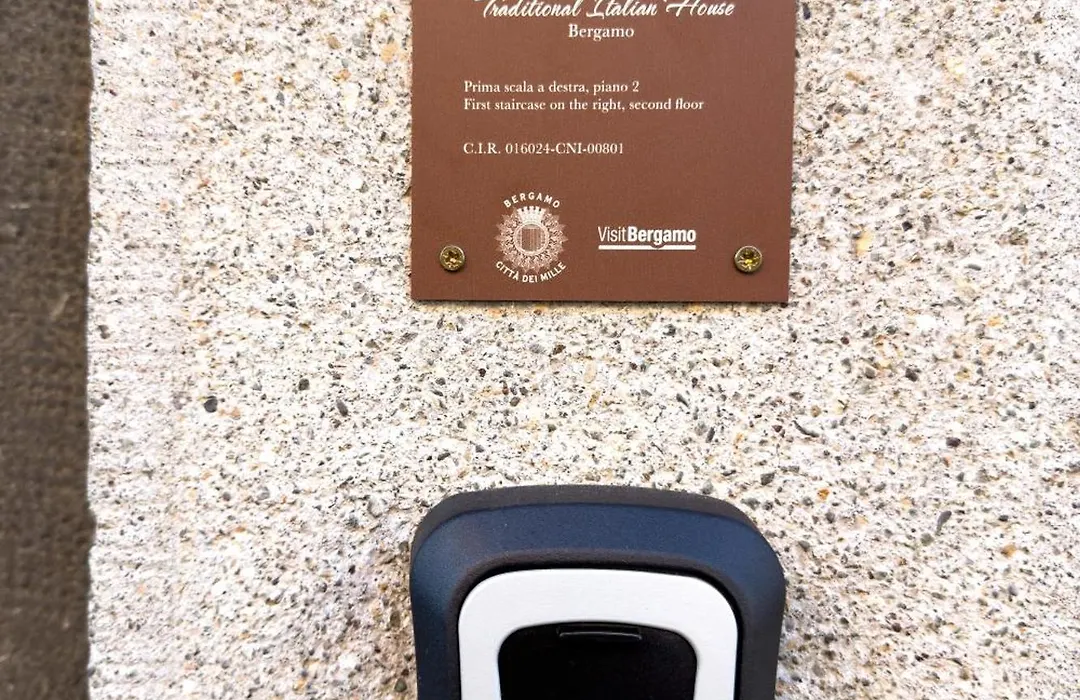 Traditional Italian House
Bergamo
Prima scala a destra, piano 2
First staircase on the right, second floor
C.I.R. 016024-CNI-00801
BERGAMO
CITTÀ DEI MILLE
VisitBergamo